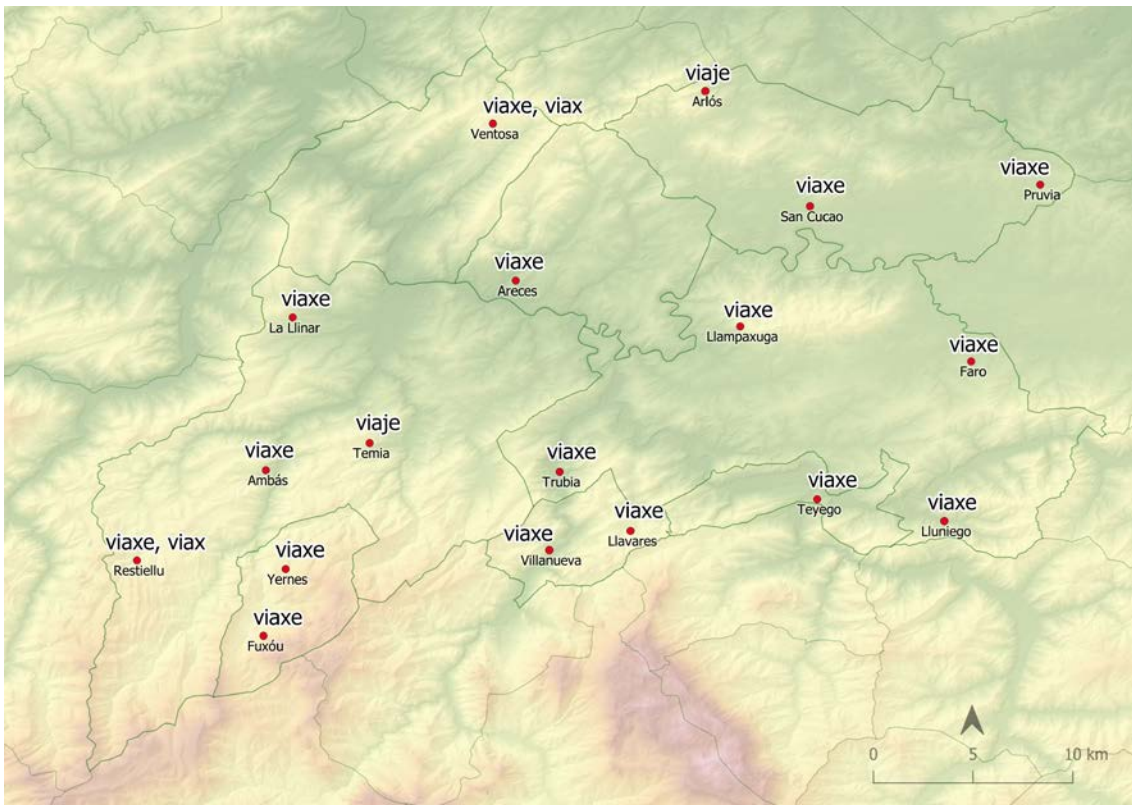 viaje
Arlós
viaxe, viax
Ventosa
viaxe
Pruvia
viaxe
San Cucao
viaxe
Areces
viaxe
La Llinar
viaxe
Llampaxuga
viaxe
Faro
viaje
Temia
viaxe
Ambás
viaxe
Trubia
viaxe
Teyego
viaxe
Lluniego
viaxe
Llavares
viaxe
Villanueva
viaxe, viax
Restiellu
viaxe
Yernes
viaxe
Fuxóu
0 5 10 km